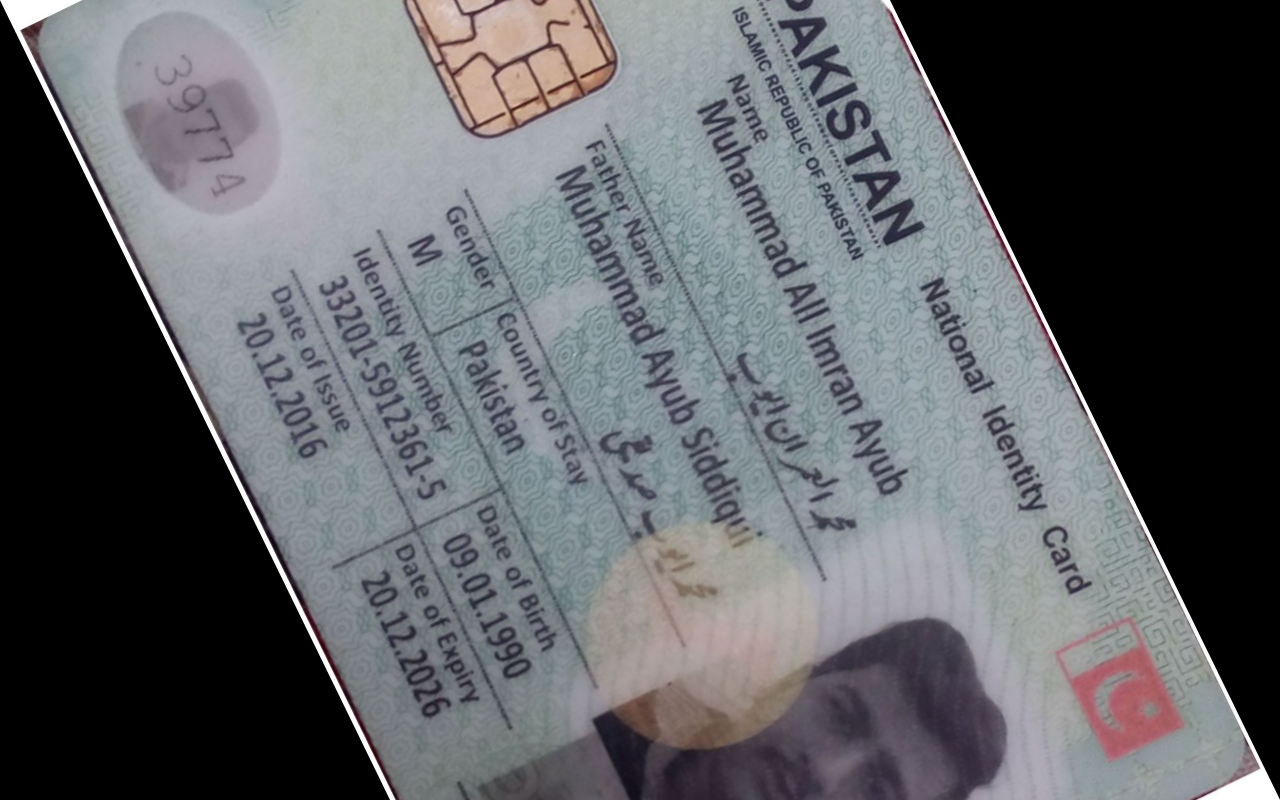 PAKISTAN
National Identity Card
ISLAMIC REPUBLIC OF PAKISTAN
Name
Muhammad Ali Imran Ayub
محمد علی عمران ایوب
Father Name
Muhammad Ayub Siddiqui
محمد ایوب صدیقی
Gender
Country of Stay
M
Pakistan
Identity Number
Date of Birth
33201-5912361-5
09.01.1990
Date of Issue
Date of Expiry
20.12.2016
20.12.2026
39774